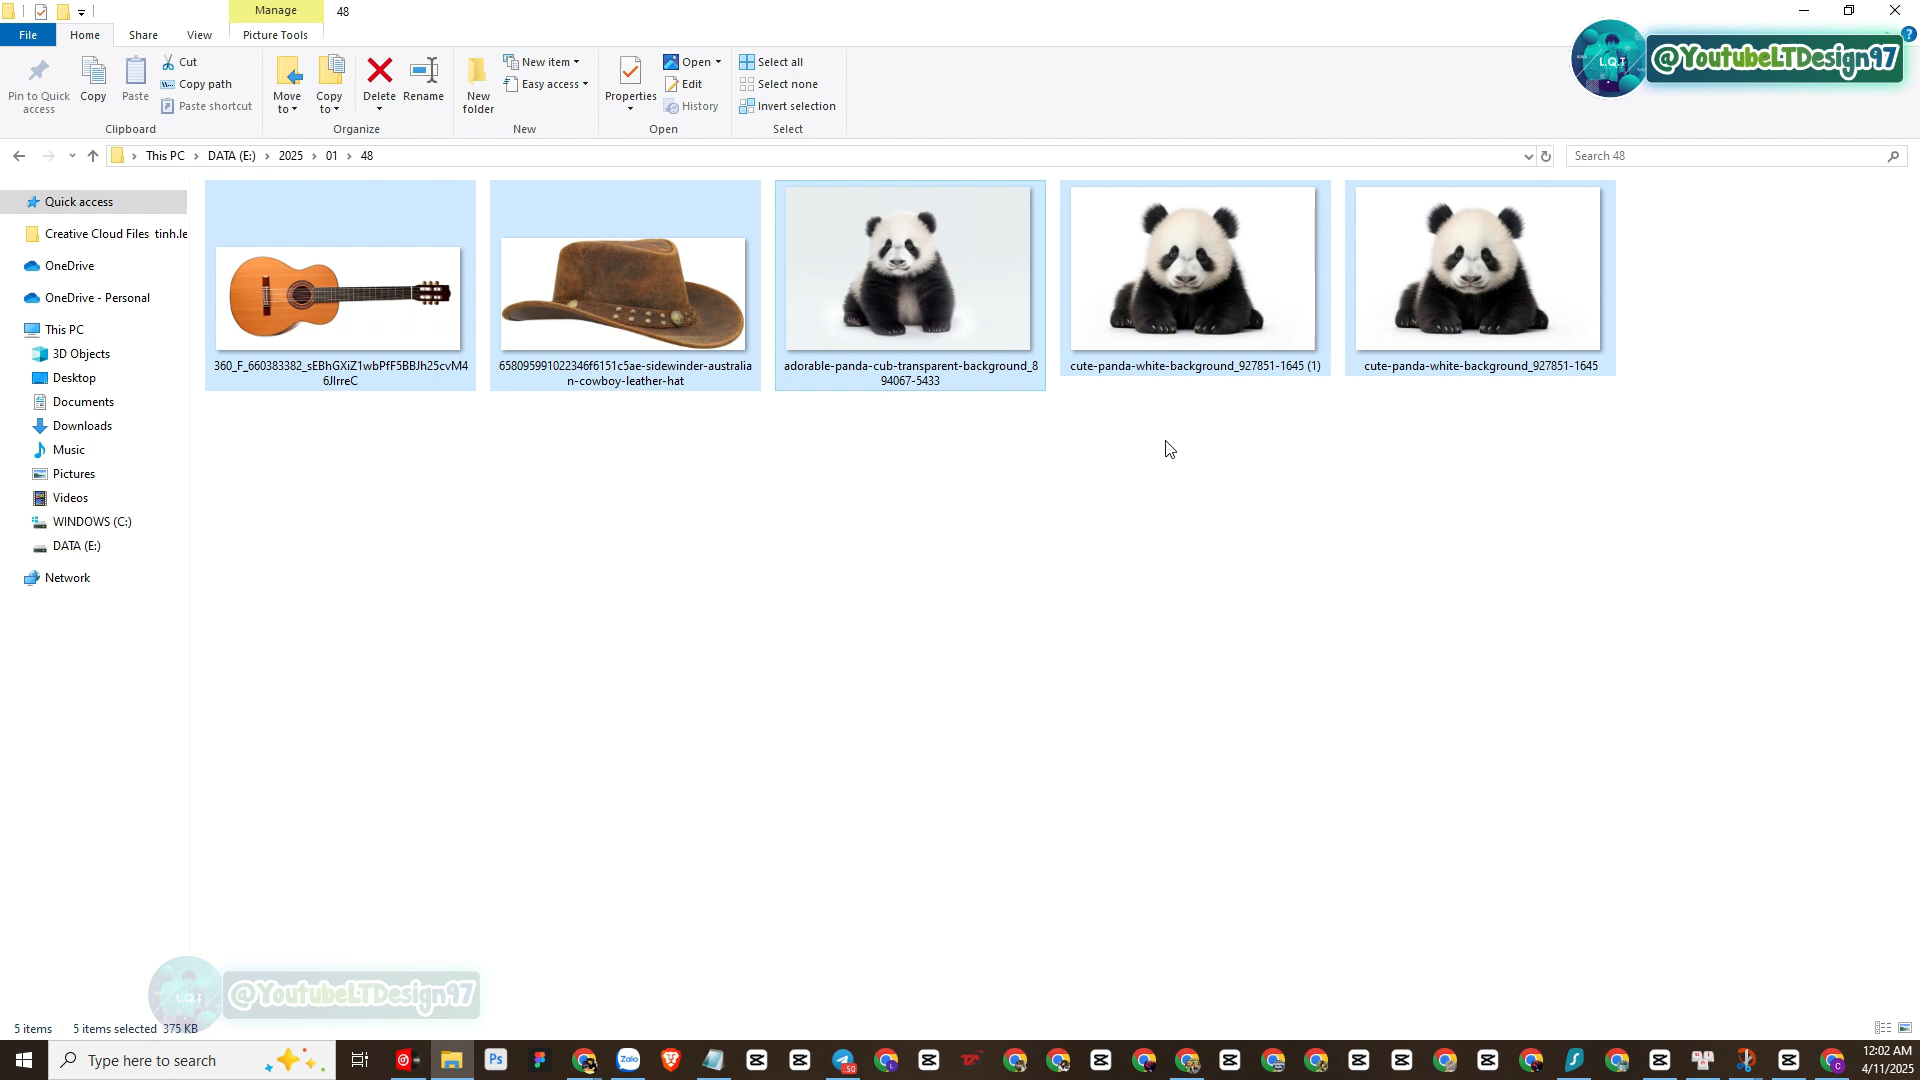 Manage
48
File
Home
Share
View
Picture Tools
Pin to Quick access
Copy
Paste
Cut
Copy path
Paste shortcut
Clipboard
Move to
Copy to
Delete
Rename
Organize
New folder
New item
Easy access
New
Properties
Open
Edit
History
Open
Select all
Select none
Invert selection
Select
L.Q.T
@YoutubeLTDesign97
?
This PC
DATA (E:)
2025
01
48
Search 48
Quick access
Creative Cloud Files tinh.le
OneDrive
OneDrive - Personal
This PC
3D Objects
Desktop
Documents
Downloads
Music
Pictures
Videos
WINDOWS (C:)
DATA (E:)
Network
cute-panda-white-background_927851-1645 (1)
cute-panda-white-background_927851-1645
658095991022346f6151c5ae-sidewinder-australia
n-cowboy-leather-hat
adorable-panda-cub-transparent-background_8
94067-5433
L.Q.T
@YoutubeLTDesign97
5 items
5 items selected 375 KB
Type here to search
Ps
Zalo
.50
12:02 AM
4/11/2025